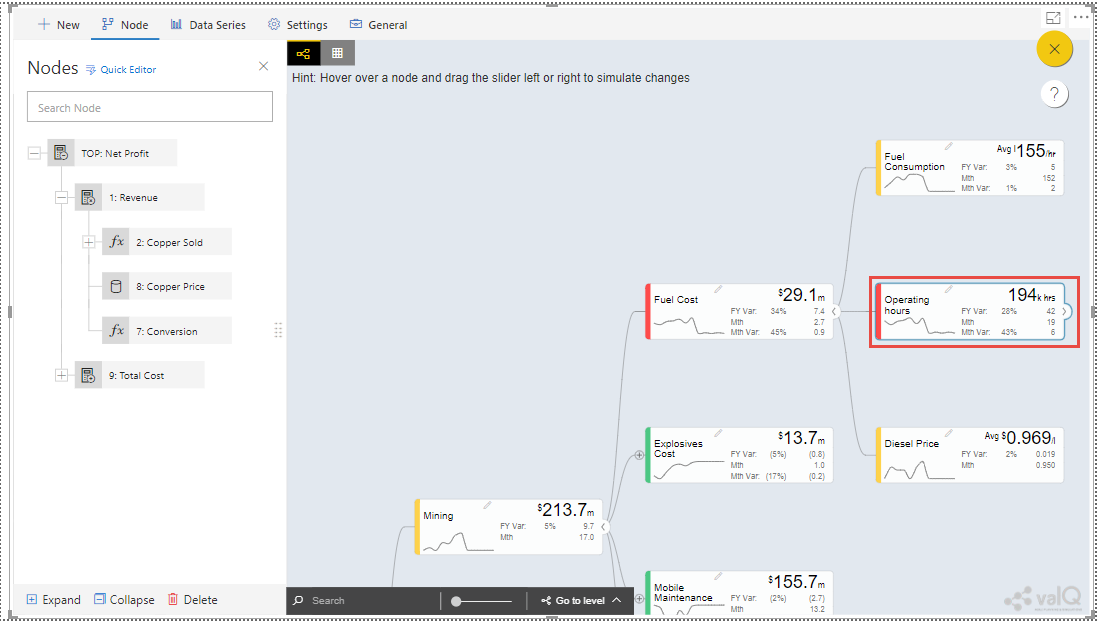 New
Node
Data Series
Settings
General
Nodes
Quick Editor
Search Node
TOP: Net Profit
1: Revenue
fx
2: Copper Sold
8: Copper Price
fx
7: Conversion
9: Total Cost
Expand
Collapse
Delete
Hint: Hover over a node and drag the slider left or right to simulate changes
?
Fuel
Consumption
Avg l 155/hr
FY Var: 3% 5
Mth 152
Mth Var: 1% 2
Fuel Cost
$29.1m
FY Var: 34% 7.4
Mth 2.7
Mth Var: 45% 0.9
Operating
hours
194k hrs
FY Var: 28% 42
Mth 19
Mth Var: 43% 6
Explosives
Cost
$13.7m
FY Var: (5%) (0.8)
Mth 1.0
Mth Var: (17%) (0.2)
Diesel Price
Avg $0.969/l
FY Var: 2% 0.019
Mth 0.950
Mining
$213.7m
FY Var: 5% 9.7
Mth 17.0
Mobile
Maintenance
$155.7m
FY Var: (2%) (2.7)
Mth 13.2
Search
Go to level
valQ